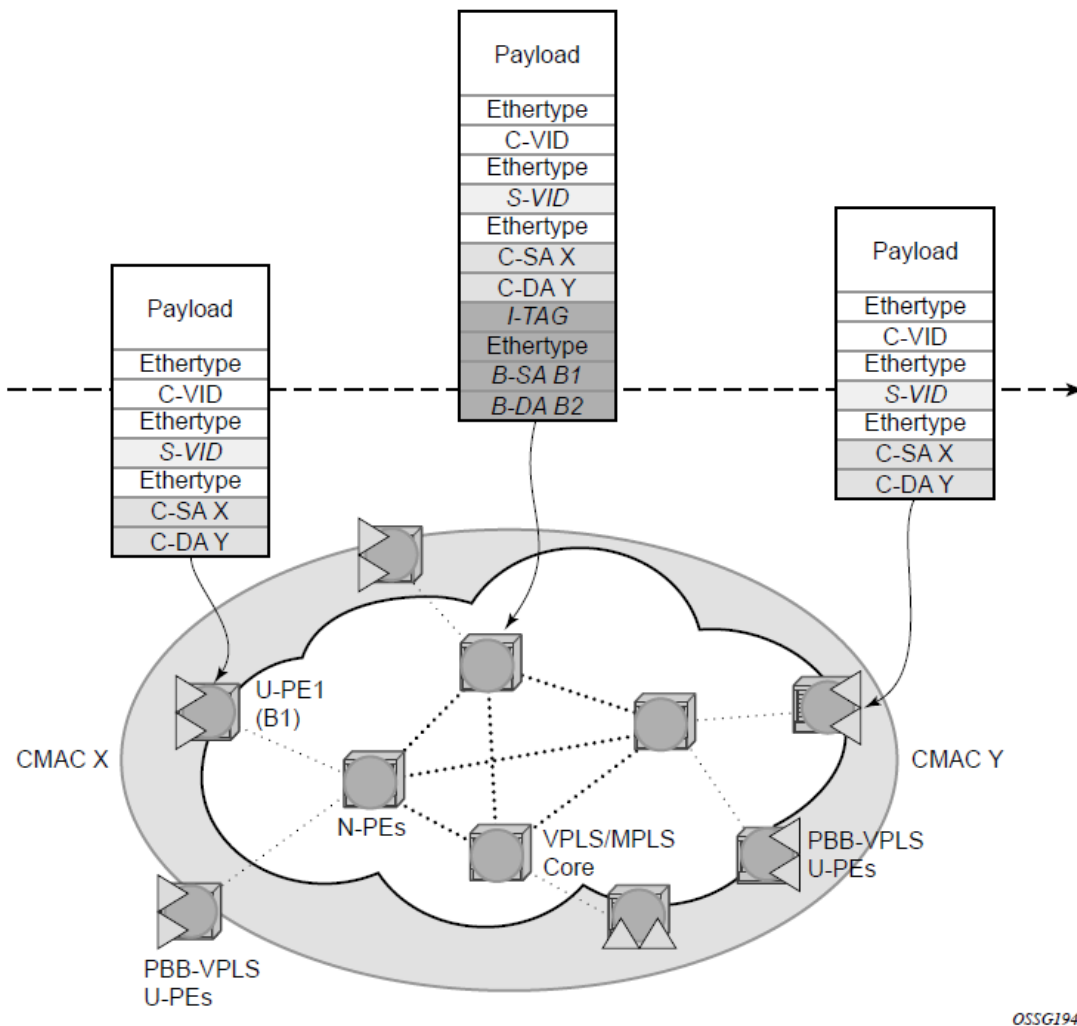 Payload
Ethertype
C-VID
Ethertype
S-VID
Ethertype
C-SA X
C-DA Y
Payload
Ethertype
C-VID
Ethertype
S-VID
Ethertype
C-SA X
C-DA Y
I-TAG
Ethertype
B-SA B1
B-DA B2
Payload
Ethertype
C-VID
Ethertype
S-VID
Ethertype
C-SA X
C-DA Y
U-PE1
(B1)
CMAC X
CMAC Y
N-PEs
VPLS/MPLS
Core
PBB-VPLS
U-PEs
PBB-VPLS
U-PEs
OSSG194